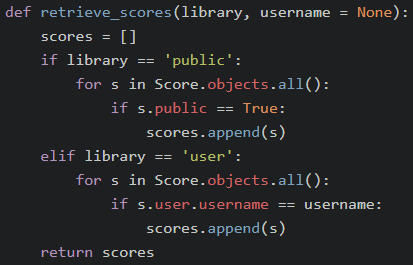 def retrieve_scores(library, username = None):
    scores = []
    if library == 'public':
        for s in Score.objects.all():
            if s.public == True:
                scores.append(s)
    elif library == 'user':
        for s in Score.objects.all():
            if s.user.username == username:
                scores.append(s)
    return scores